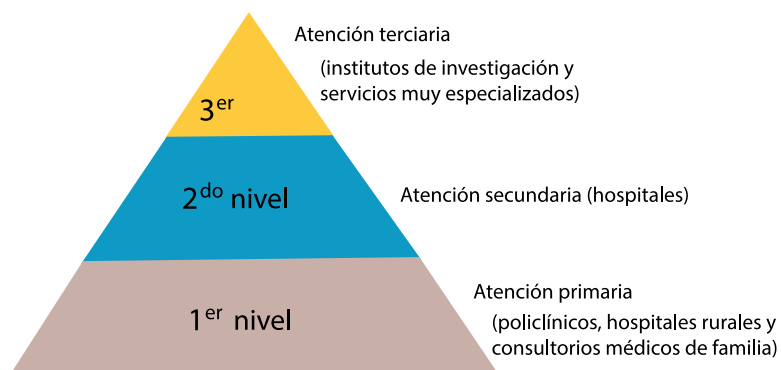 Atención terciaria
(institutos de investigación y
servicios muy especializados)
3er
2do nivel
Atención secundaria (hospitales)
Atención primaria
1er nivel
(policlínicos, hospitales rurales y
consultorios médicos de familia)